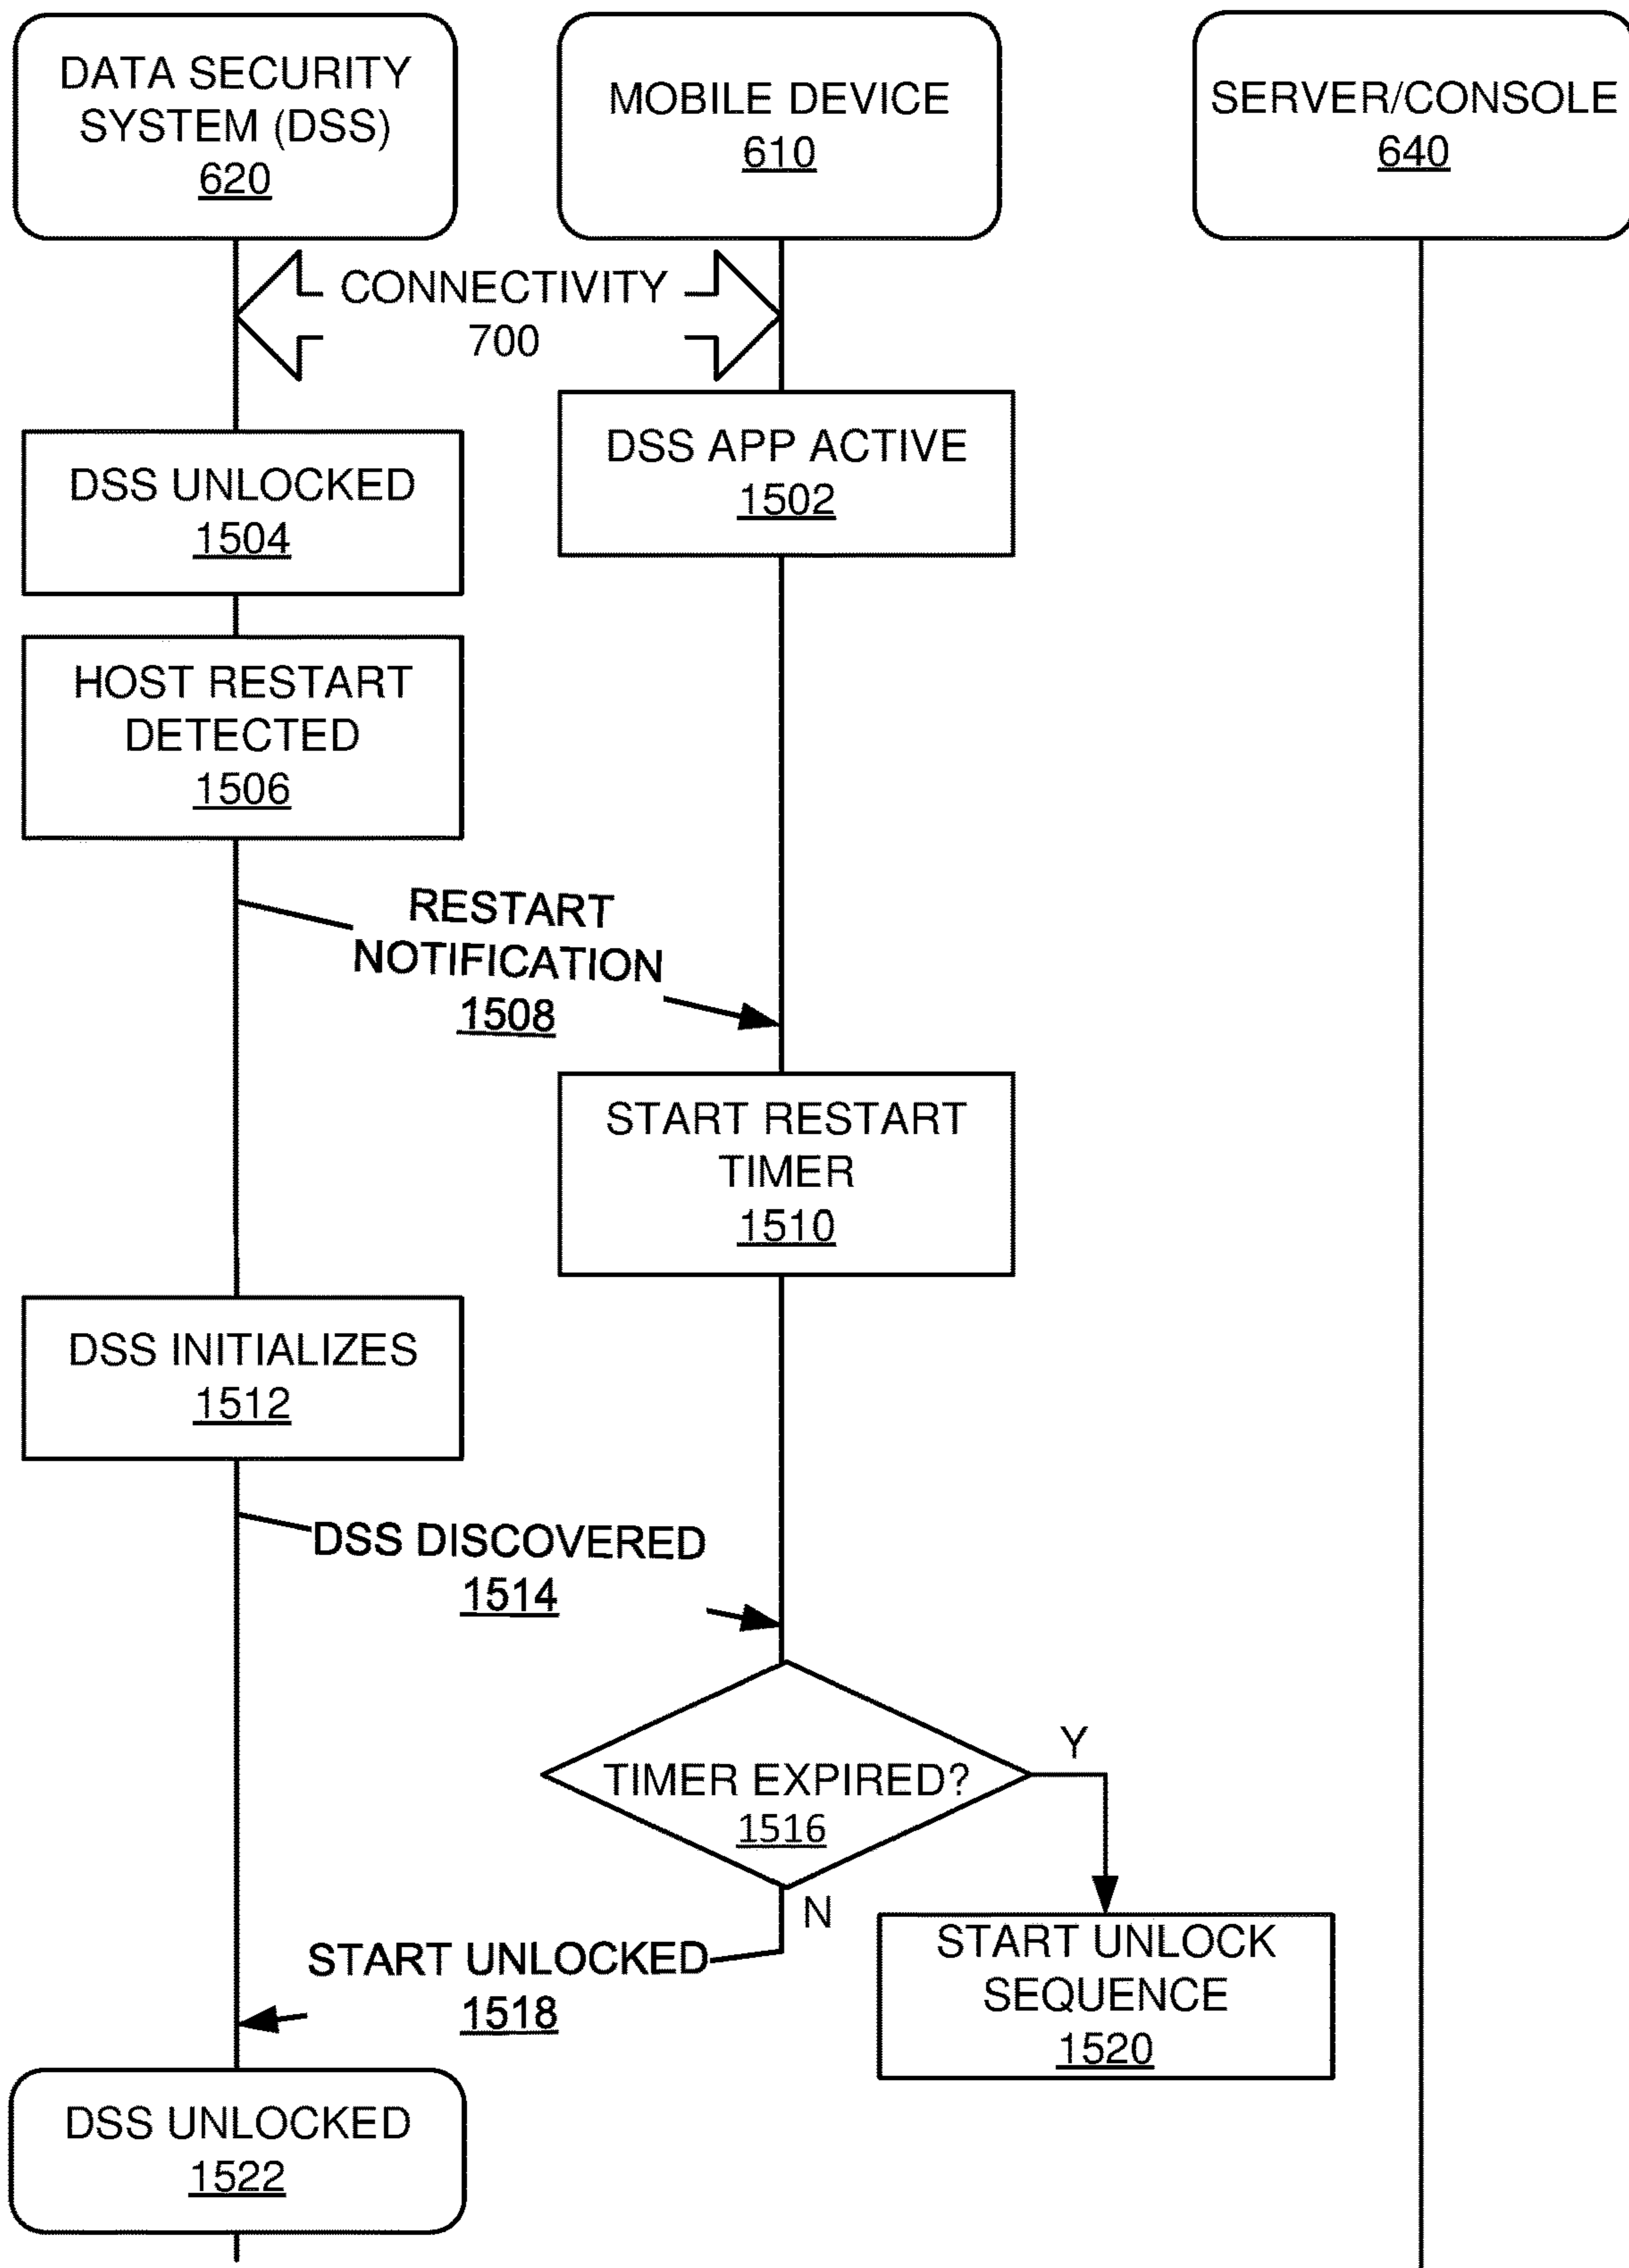 DATA SECURITY
SYSTEM (DSS)
620
MOBILE DEVICE
610
SERVER/CONSOLE
640
CONNECTIVITY
700
DSS APP ACTIVE
1502
DSS UNLOCKED
1504
HOST RESTART
DETECTED
1506
RESTART
NOTIFICATION
1508
START RESTART
TIMER
1510
DSS INITIALIZES
1512
DSS DISCOVERED
1514
TIMER EXPIRED?
1516
Y
N
START UNLOCKED
1518
START UNLOCK
SEQUENCE
1520
DSS UNLOCKED
1522